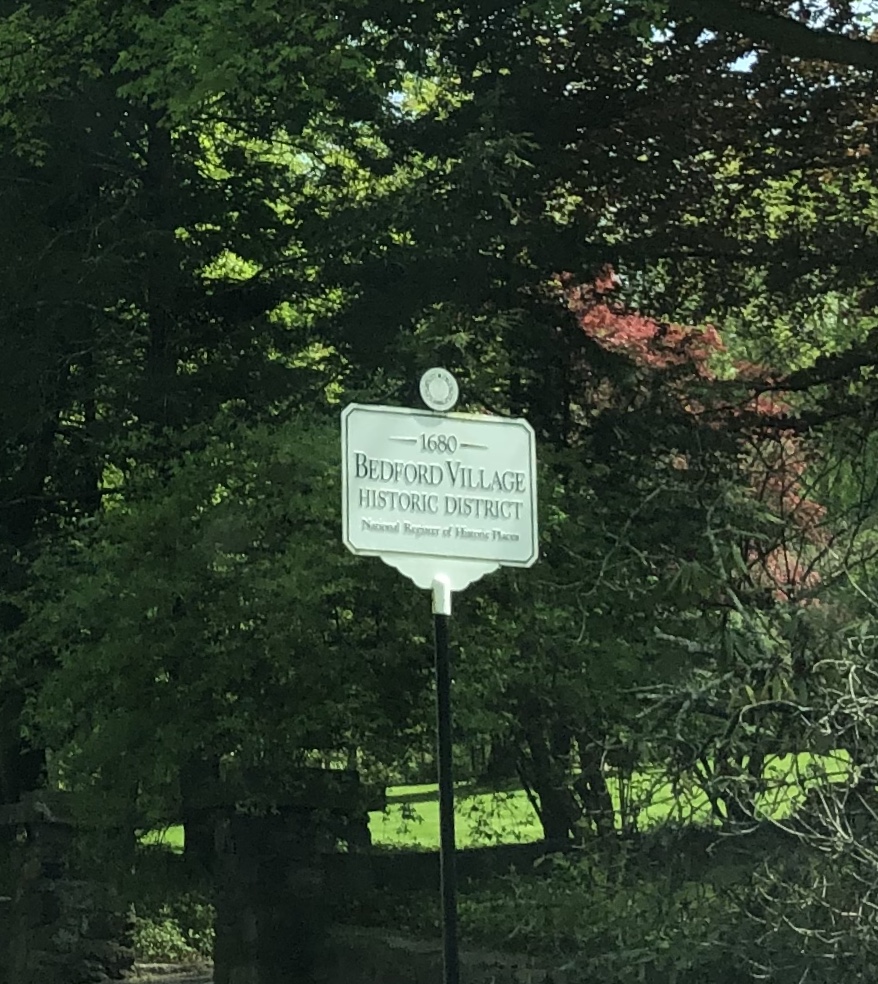 1680
BEDFORD VILLAGE
HISTORIC DISTRICT
National Register of Historic Places